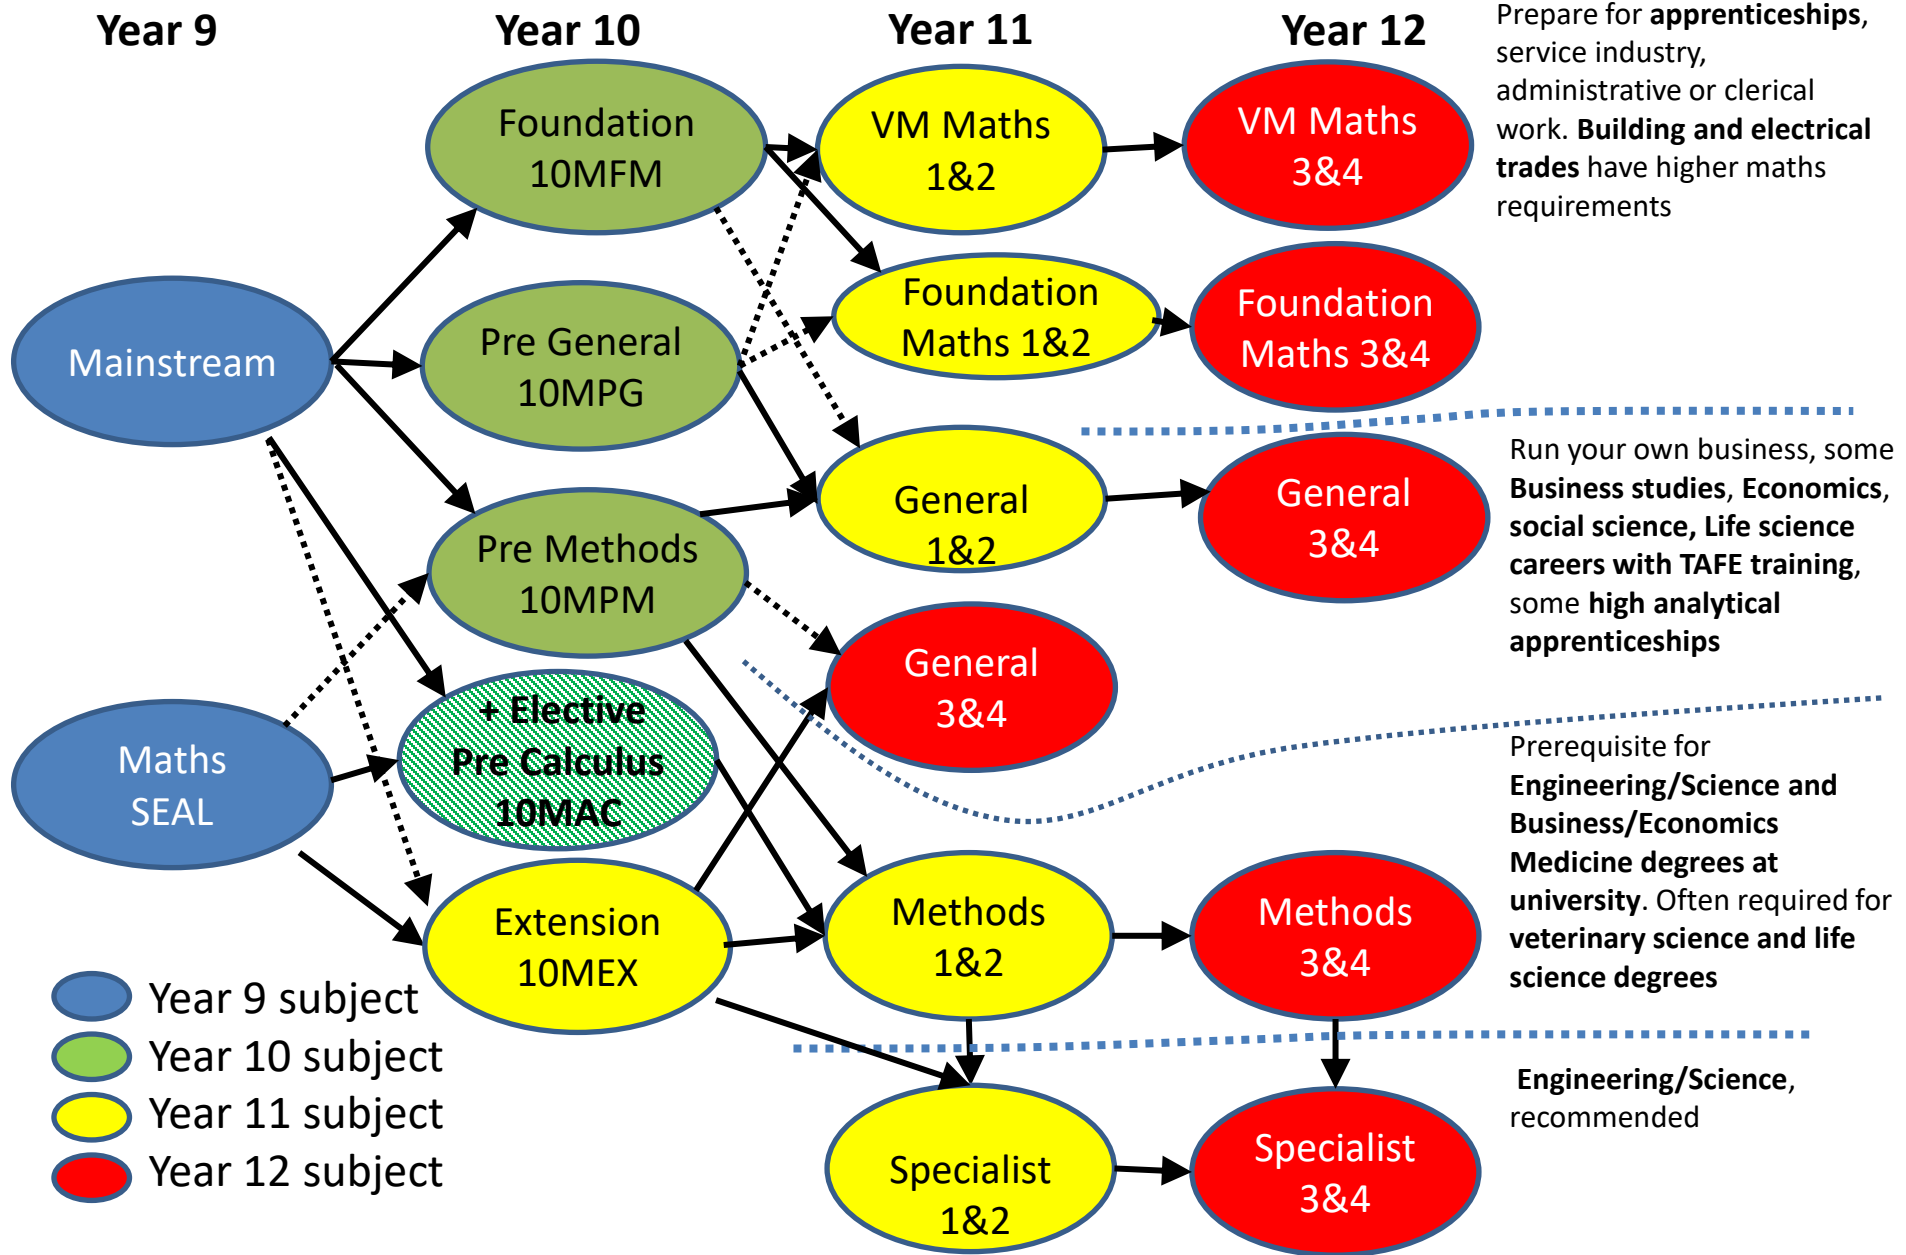 Year 9
Year 10
Year 11
Year 12
Mainstream
Maths
SEAL
Foundation
10MFM
Pre General
10MPG
Pre Methods
10MPM
+ Elective
Pre Calculus
10MAC
Extension
10MEX
VM Maths
1&2
Foundation
Maths 1&2
General
1&2
General
3&4
Methods
1&2
Specialist
1&2
VM Maths
3&4
Foundation
Maths 3&4
General
3&4
Methods
3&4
Specialist
3&4
Prepare for apprenticeships,
service industry,
administrative or clerical
work. Building and electrical
trades have higher maths
requirements
Run your own business, some
Business studies, Economics,
social science, Life science
careers with TAFE training,
some high analytical
apprenticeships
Prerequisite for
Engineering/Science and
Business/Economics
Medicine degrees at
university. Often required for
veterinary science and life
science degrees
Engineering/Science,
recommended
Year 9 subject
Year 10 subject
Year 11 subject
Year 12 subject